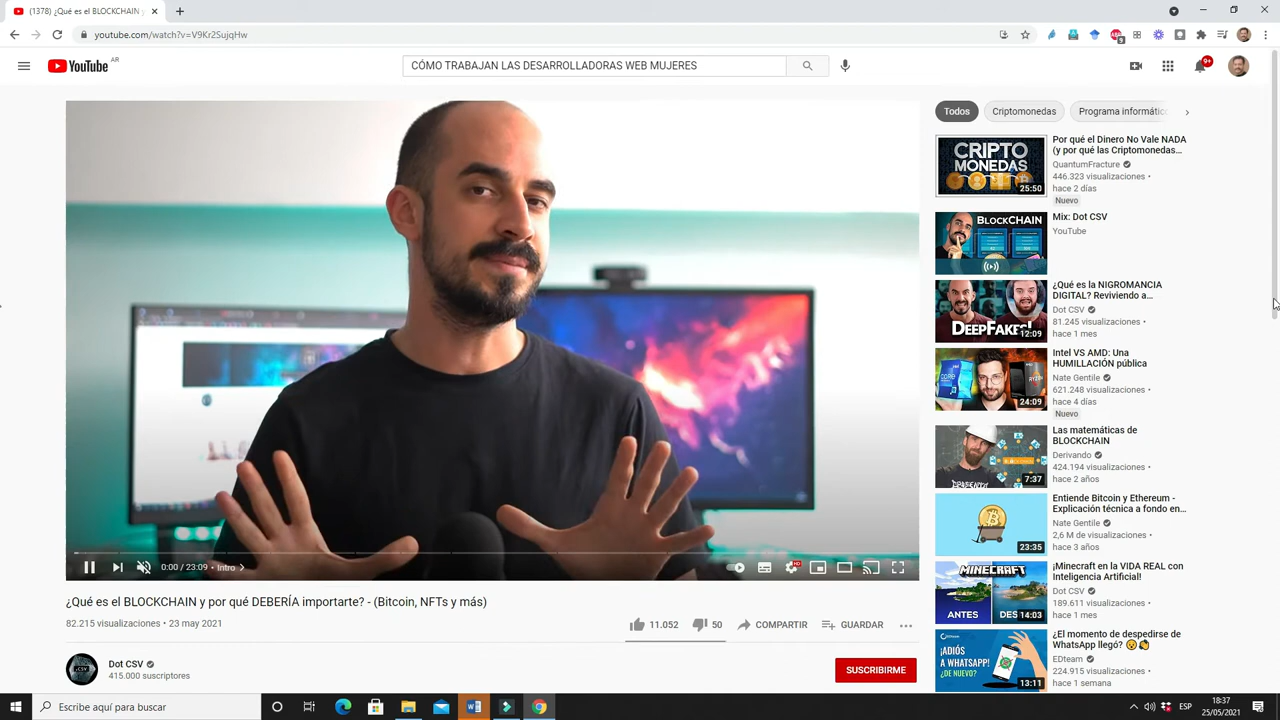 (1378) ¿Qué es el BLOCKCHAIN y
youtube.com/watch?v=V9Kr2SujqHw
YouTube AR
CÓMO TRABAJAN LAS DESARROLLADORAS WEB MUJERES
9+
Todos
Criptomonedas
Programa informático
CRIPTO
MONEDAS
25:50
Por qué el Dinero No Vale NADA
(y por qué las Criptomonedas...
QuantumFracture
446.323 visualizaciones •
hace 2 días
Nuevo
BLOCKCHAIN
Mix: Dot CSV
YouTube
DEEPFAKES!
12:09
¿Qué es la NIGROMANCIA
DIGITAL? Reviviendo a...
Dot CSV
81.245 visualizaciones •
hace 1 mes
24:09
Intel VS AMD: Una
HUMILLACIÓN pública
Nate Gentile
621.248 visualizaciones •
hace 4 días
Nuevo
7:37
Las matemáticas de
BLOCKCHAIN
Derivando
424.194 visualizaciones •
hace 2 años
23:35
Entiende Bitcoin y Ethereum -
Explicación técnica a fondo en...
Nate Gentile
2,6 M de visualizaciones •
hace 3 años
MINECRAFT
ANTES
DES
14:03
¡Minecraft en la VIDA REAL con
Inteligencia Artificial!
Dot CSV
189.611 visualizaciones •
hace 1 mes
¡ADIÓS
A WHATSAPP!
¿DE NUEVO?
13:11
¿El momento de despedirse de
WhatsApp llegó?
EDteam
224.915 visualizaciones •
hace 1 semana
0:00 / 23:09 • Intro
HD
¿Qué es el BLOCKCHAIN y por qué DEBERÍA importarte? - (Bitcoin, NFTs y más)
82.215 visualizaciones • 23 may 2021
11.052
50
COMPARTIR
GUARDAR
Dot CSV
415.000 suscriptores
SUSCRIBIRME
Escribe aquí para buscar
ESP
18:37
25/05/2021